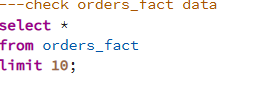 ---check orders_fact data
select *
from orders_fact
limit 10;